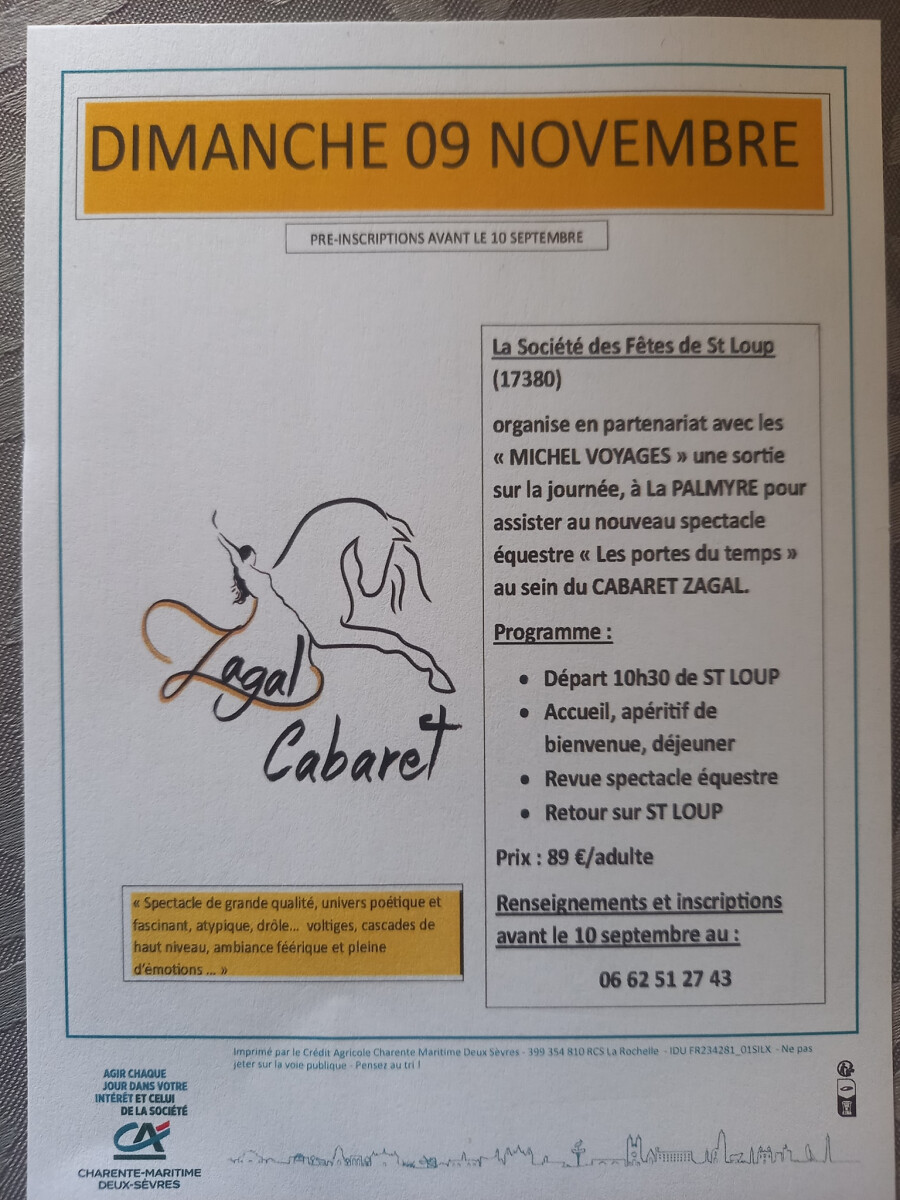 DIMANCHE 09 NOVEMBRE
PRE-INSCRIPTIONS AVANT LE 10 SEPTEMBRE
La Société des Fêtes de St Loup
(17380)
organise en partenariat avec les
« MICHEL VOYAGES » une sortie
sur la journée, à La PALMYRE pour
assister au nouveau spectacle
équestre « Les portes du temps »
au sein du CABARET ZAGAL.
Programme :
• Départ 10h30 de ST LOUP
• Accueil, apéritif de
bienvenue, déjeuner
• Revue spectacle équestre
• Retour sur ST LOUP
Prix : 89 €/adulte
Renseignements et inscriptions
avant le 10 septembre au :
06 62 51 27 43
Zagal
Cabaret
« Spectacle de grande qualité, univers poétique et
fascinant, atypique, drôle... voltiges, cascades de
haut niveau, ambiance féérique et pleine
d'émotions ... »
Imprimé par le Crédit Agricole Charente Maritime Deux Sèvres - 399 354 810 RCS La Rochelle - IDU FR234281_01SILX - Ne pas
jeter sur la voie publique - Pensez au tri !
AGIR CHAQUE
JOUR DANS VOTRE
INTÉRÊT ET CELUI
DE LA SOCIÉTÉ
CA
CHARENTE-MARITIME
DEUX-SÈVRES